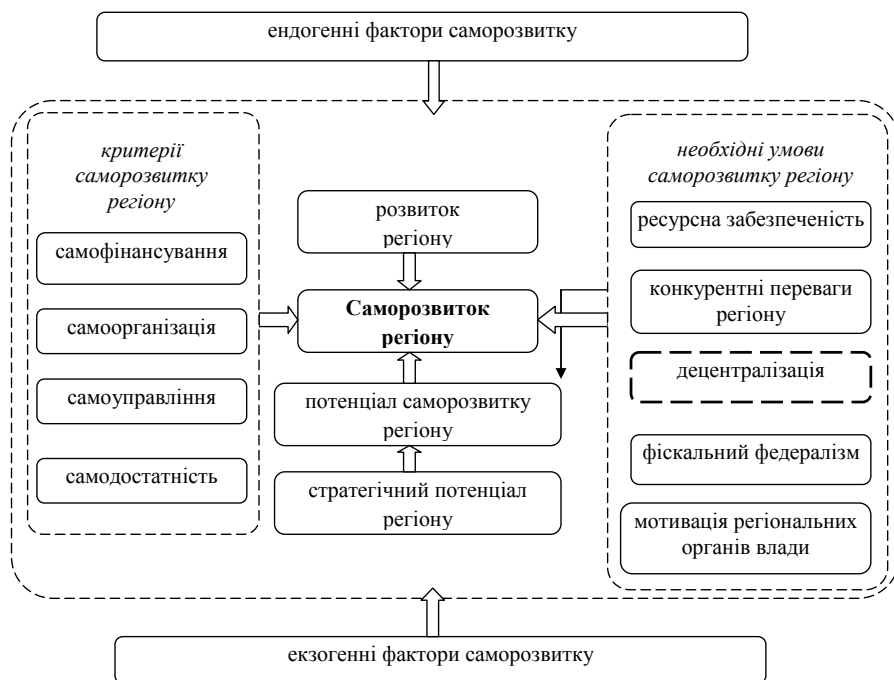 ендогенні фактори саморозвитку
критерії
саморозвитку
регіону
самофінансування
самоорганізація
самоуправління
самодостатність
розвиток
регіону
Саморозвиток
регіону
потенціал саморозвитку
регіону
стратегічний потенціал
регіону
необхідні умови
саморозвитку регіону
ресурсна забезпеченість
конкурентні переваги
регіону
децентралізація
фіскальний федералізм
мотивація регіональних
органів влади
екзогенні фактори саморозвитку